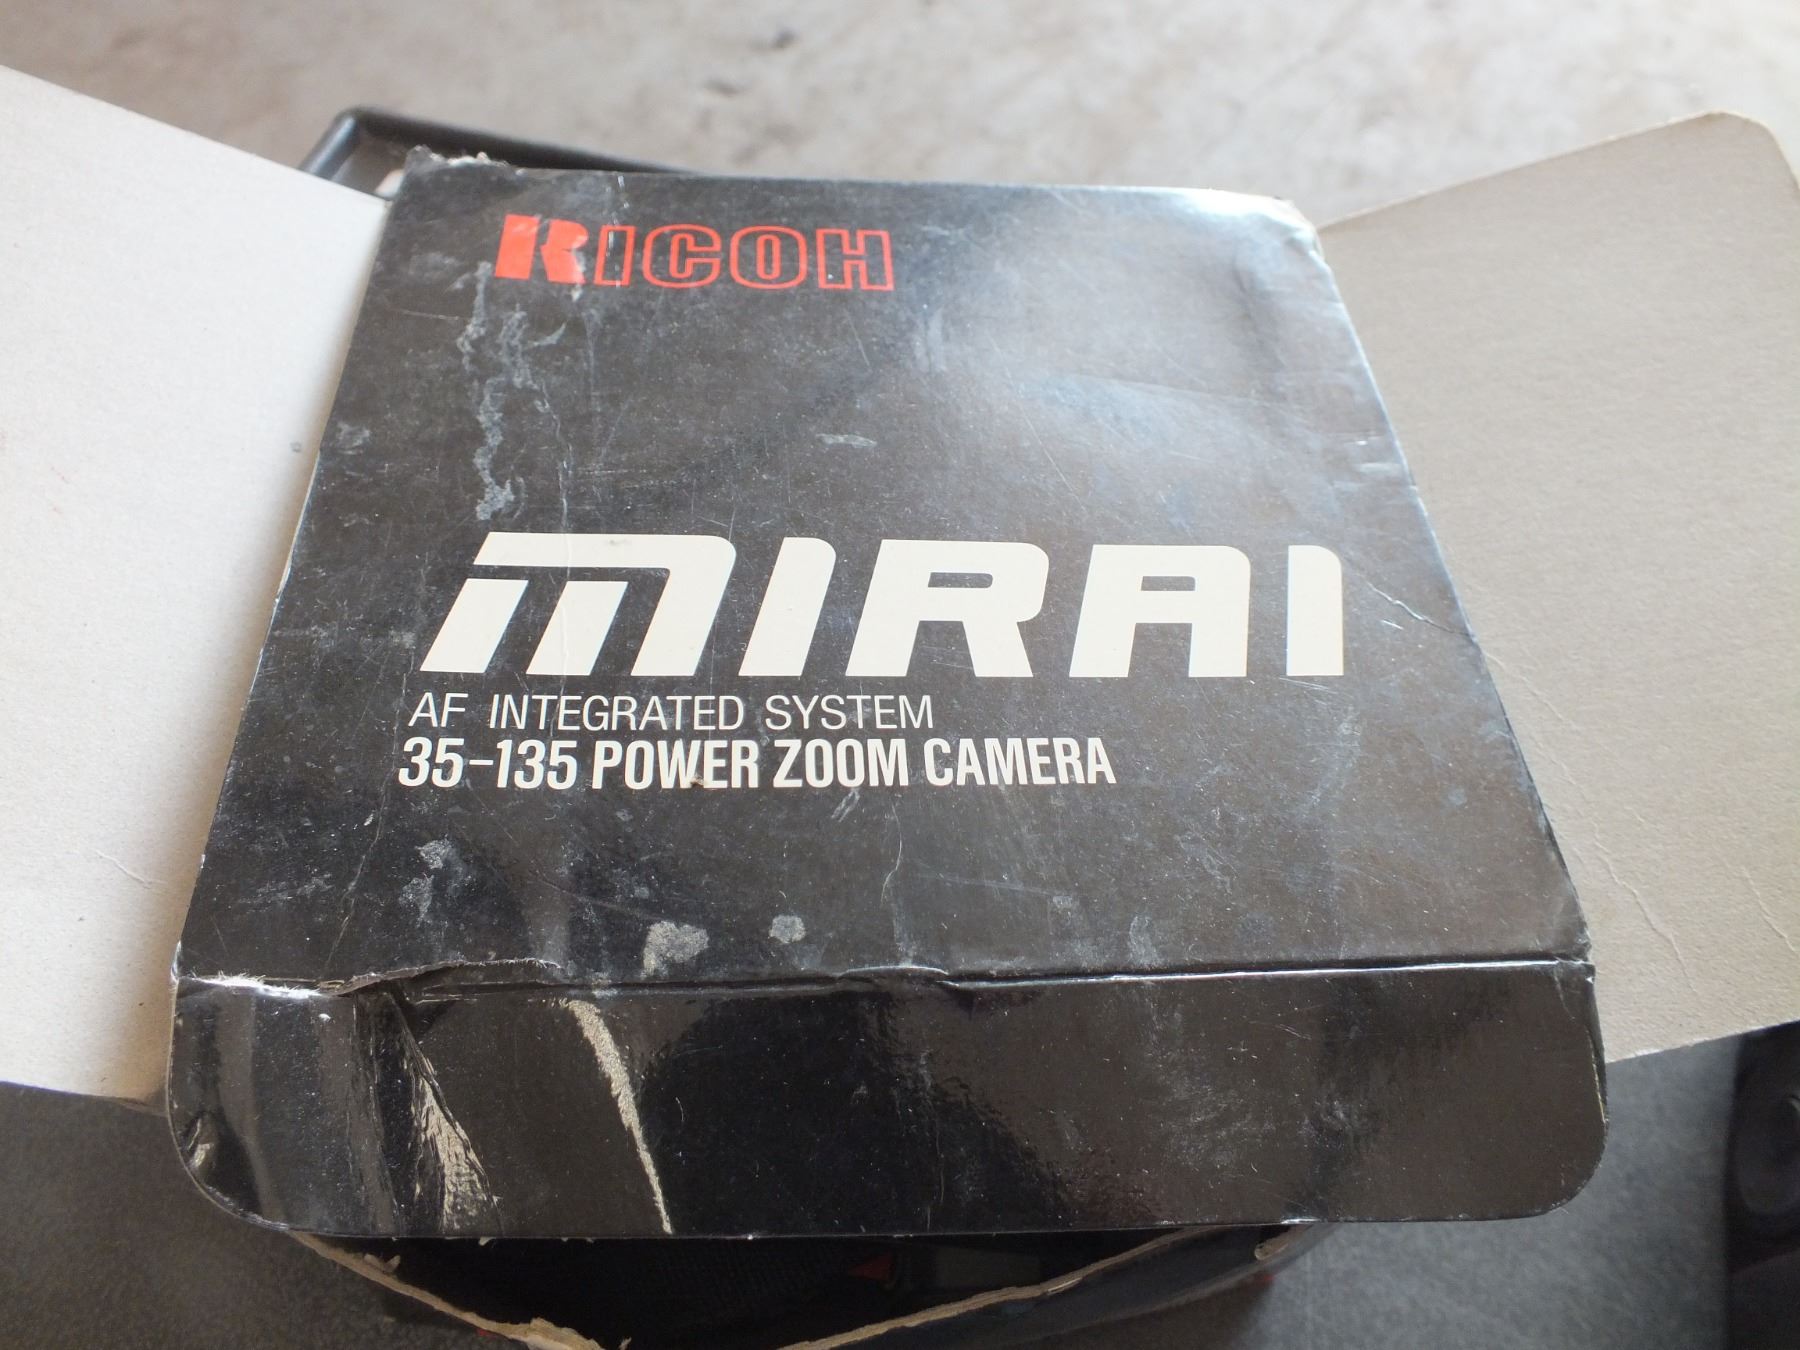 RICOH
MIRAI
AF INTEGRATED SYSTEM
35-135 POWER ZOOM CAMERA